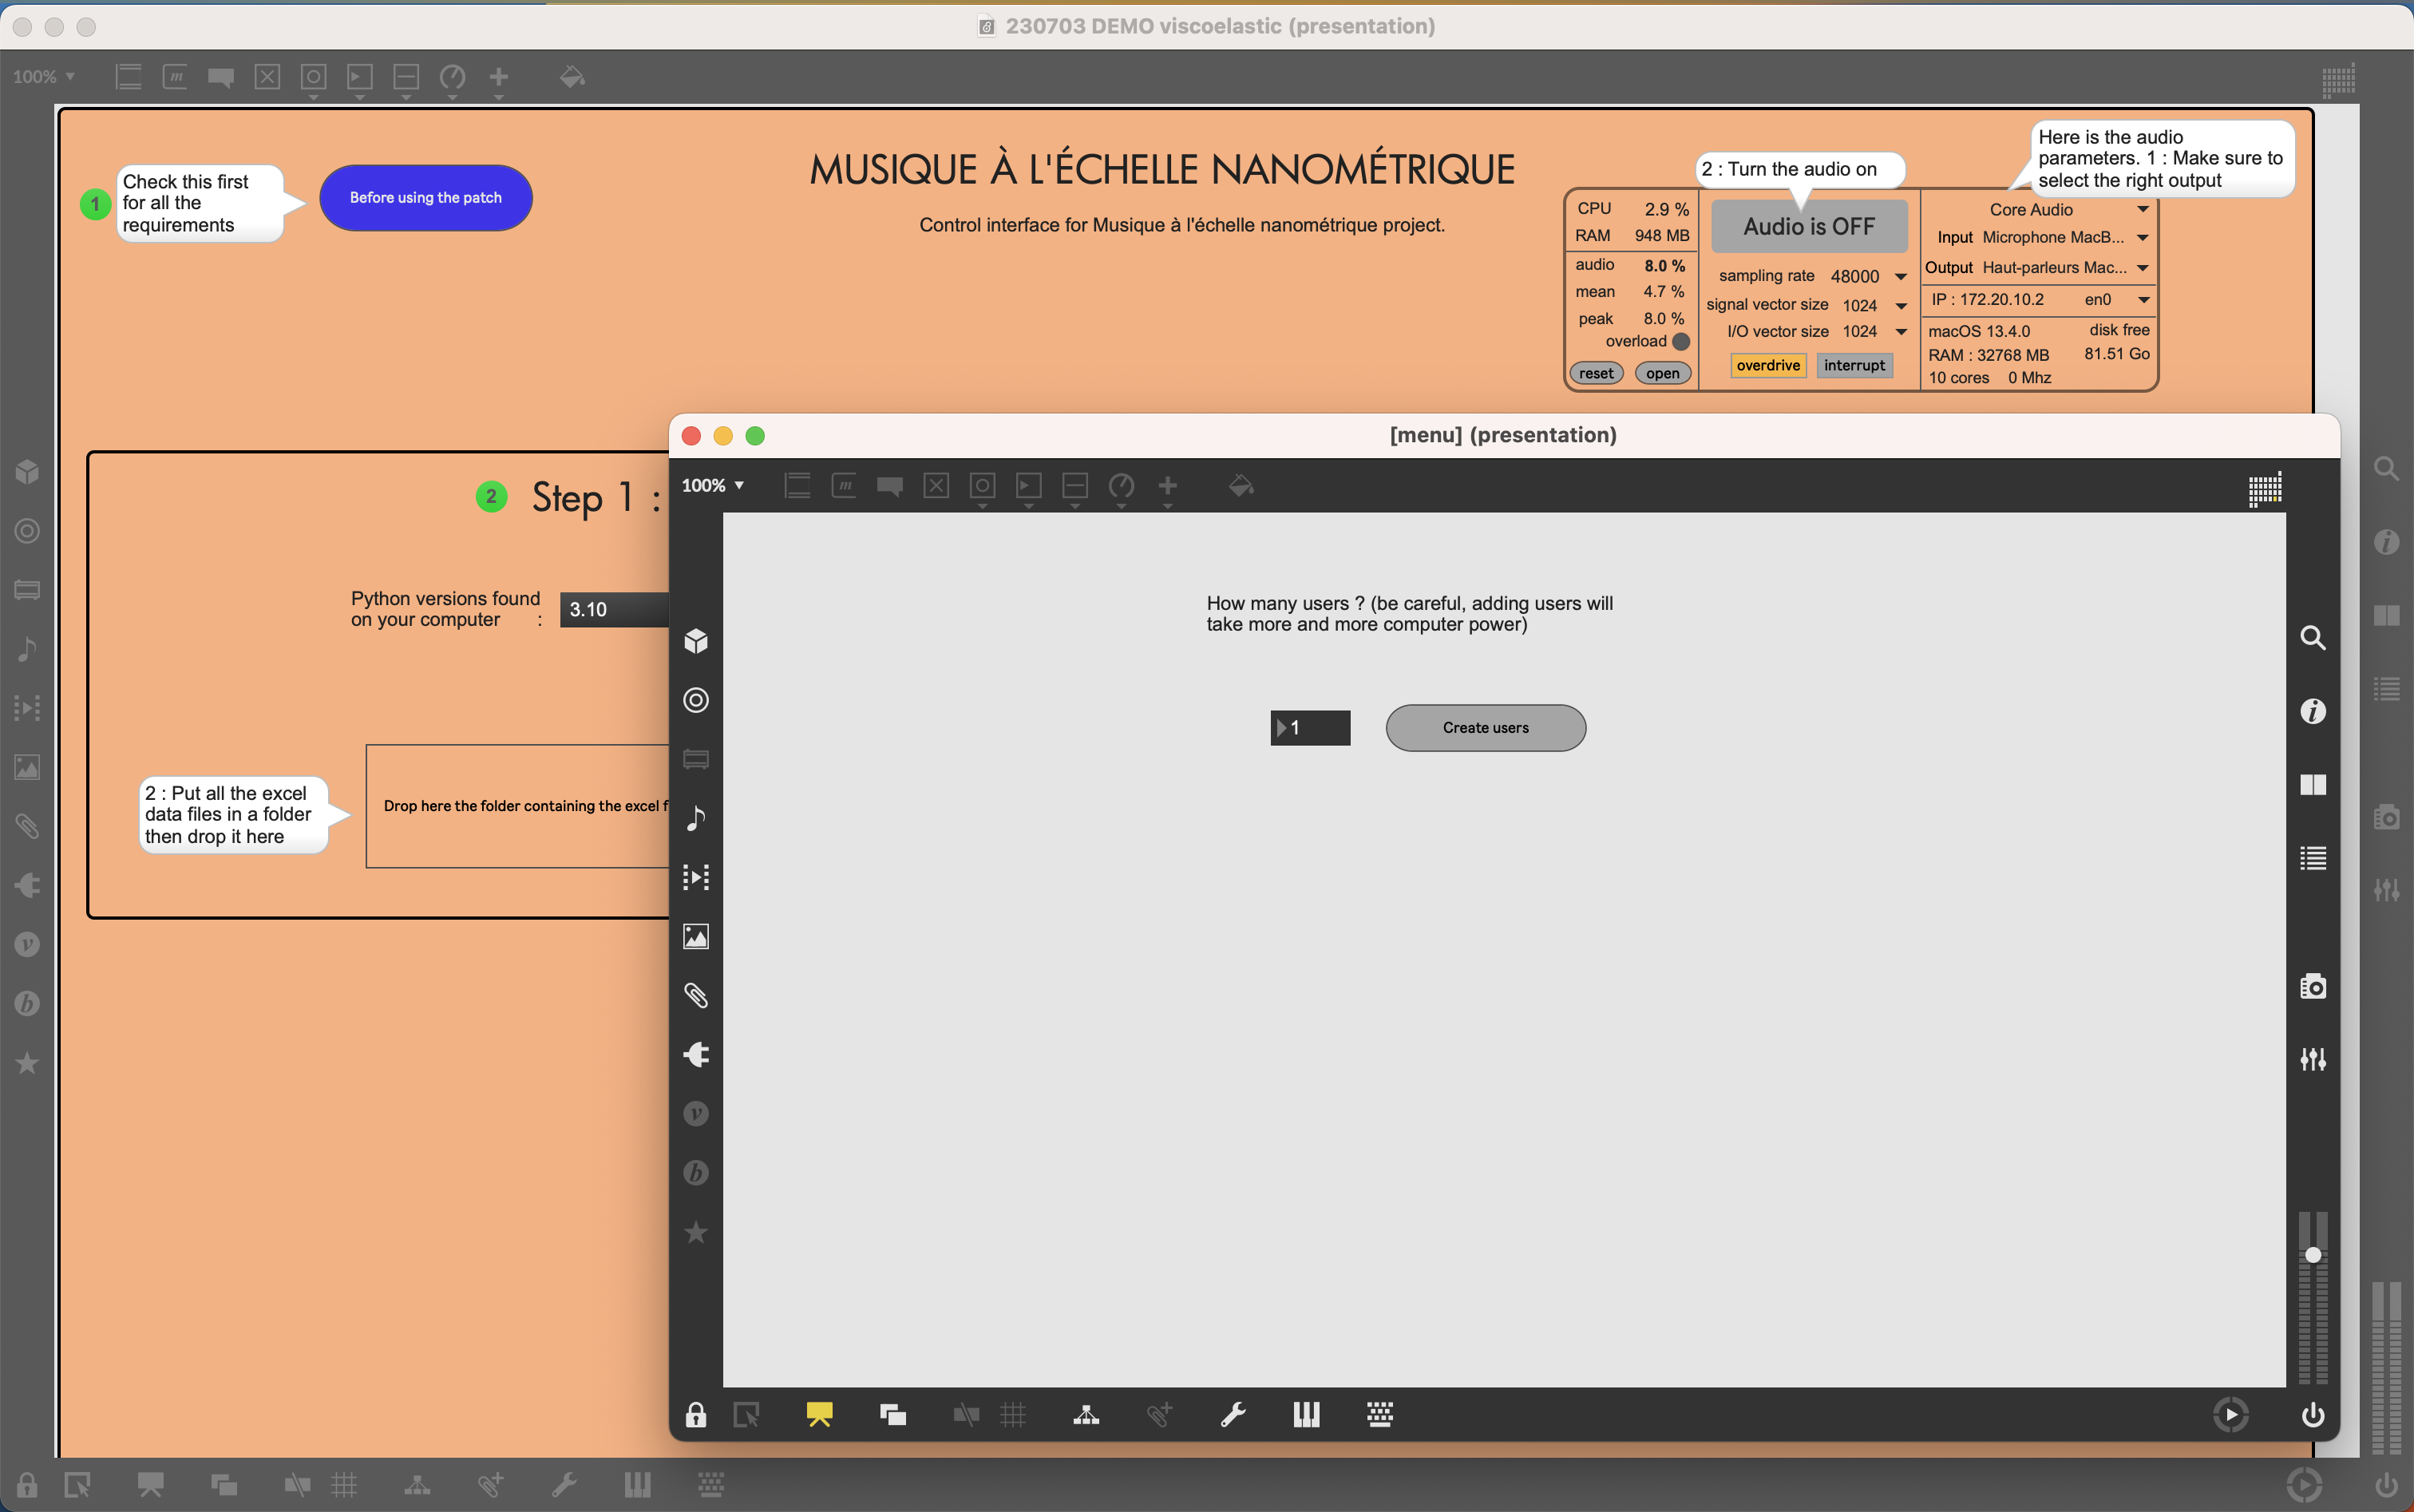 230703 DEMO viscoelastic (presentation)
100%
1
Check this first
for all the
requirements
Before using the patch
MUSIQUE À L'ÉCHELLE NANOMÉTRIQUE
Control interface for Musique à l'échelle nanométrique project.
2 : Turn the audio on
Here is the audio
parameters. 1 : Make sure to
select the right output
CPU 2.9 %
RAM 948 MB
audio 8.0 %
mean 4.7 %
peak 8.0 %
overload
reset open
Audio is OFF
sampling rate 48000
signal vector size 1024
I/O vector size 1024
overdrive interrupt
Core Audio
Input Microphone MacB...
Output Haut-parleurs Mac...
IP : 172.20.10.2 en0
macOS 13.4.0 disk free
RAM : 32768 MB 81.51 Go
10 cores 0 Mhz
2 Step 1 :
Python versions found
on your computer :
3.10
2 : Put all the excel
data files in a folder
then drop it here
Drop here the folder containing the excel f
[menu] (presentation)
100%
How many users ? (be careful, adding users will
take more and more computer power)
1
Create users